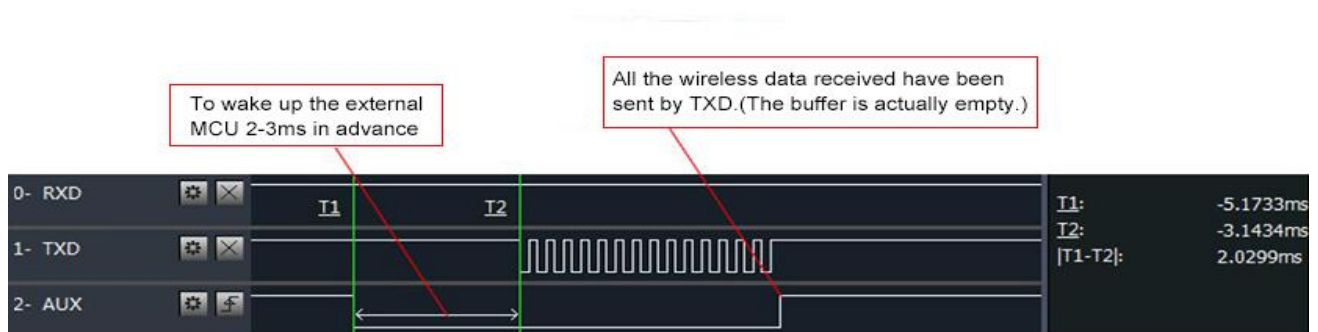 All the wireless data received have been
sent by TXD.(The buffer is actually empty.)
To wake up the external
MCU 2-3ms in advance
0- RXD
T1
T2
T1: -5.1733ms
T2: -3.1434ms
|T1-T2|: 2.0299ms
1- TXD
2- AUX